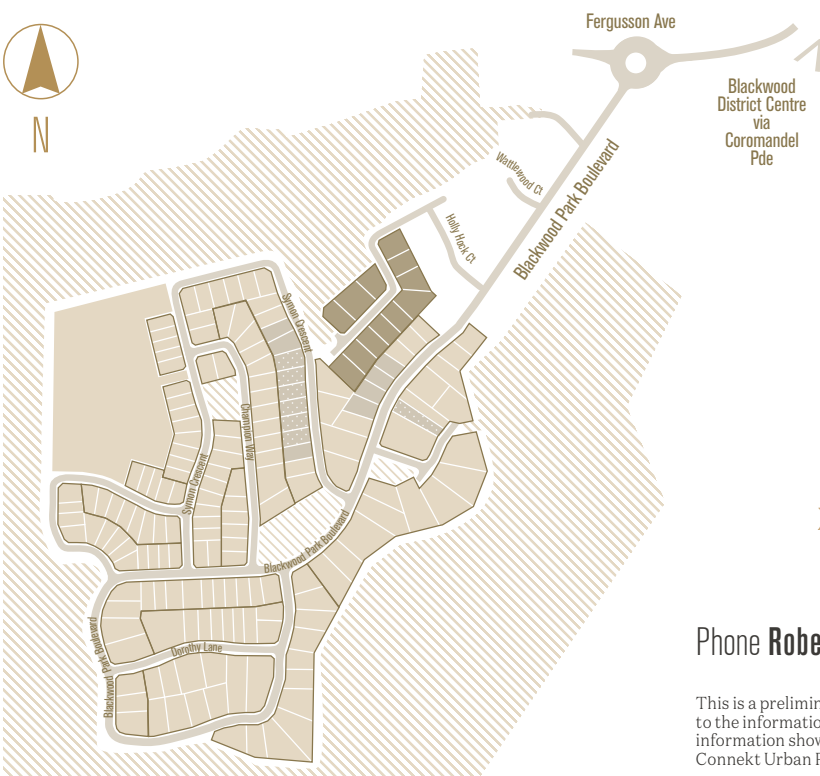 Fergusson Ave
N
Blackwood
District Centre
via
Coromandel
Pde
Wattlewood Ct
Blackwood Park Boulevard
Holly Hock Ct
Symon Crescent
Champion Way
Symon Crescent
Blackwood Park Boulevard
Blackwood Park Boulevard
Dorothy Lane
Phone Robe
This is a prelimin
to the informatio
information show
Connekt Urban P